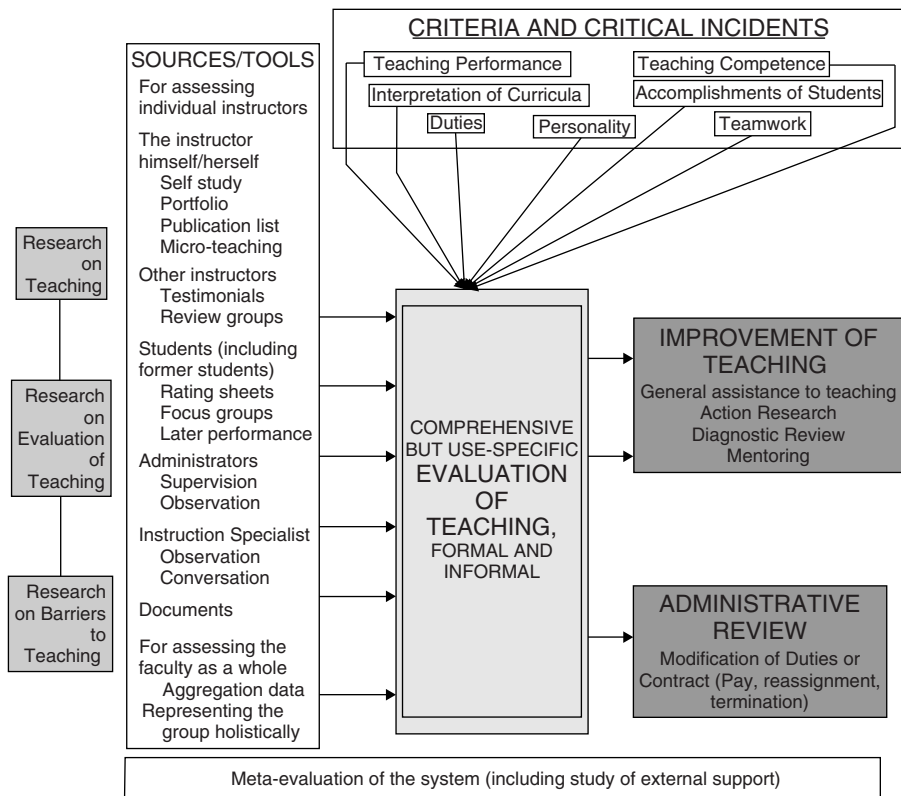 CRITERIA AND CRITICAL INCIDENTS
Teaching Performance
Teaching Competence
Interpretation of Curricula
Accomplishments of Students
Duties
Personality
Teamwork
SOURCES/TOOLS
For assessing
individual instructors
The instructor
himself/herself
Self study
Portfolio
Publication list
Micro-teaching
Other instructors
Testimonials
Review groups
Students (including
former students)
Rating sheets
Focus groups
Later performance
Administrators
Supervision
Observation
Instruction Specialist
Observation
Conversation
Documents
For assessing the
faculty as a whole
Aggregation data
Representing the
group holistically
Research
on
Teaching
Research
on
Evaluation
of
Teaching
Research
on Barriers
to
Teaching
COMPREHENSIVE
BUT USE-SPECIFIC
EVALUATION
OF
TEACHING,
FORMAL AND
INFORMAL
IMPROVEMENT OF
TEACHING
General assistance to teaching
Action Research
Diagnostic Review
Mentoring
ADMINISTRATIVE
REVIEW
Modification of Duties or
Contract (Pay, reassignment,
termination)
Meta-evaluation of the system (including study of external support)